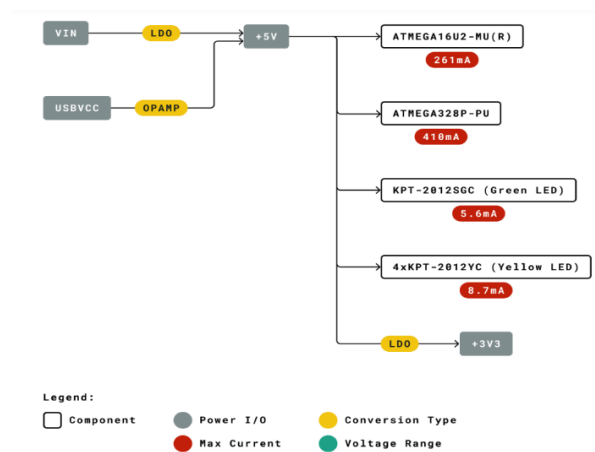 VIN
LDO
+5V
ATMEGA16U2-MU(R)
261mA
USBVCC
OPAMP
ATMEGA328P-PU
410mA
KPT-2012SGC (Green LED)
5.6mA
4xKPT-2012YC (Yellow LED)
8.7mA
LDO
+3V3
Legend:
Component
Power I/O
Conversion Type
Max Current
Voltage Range